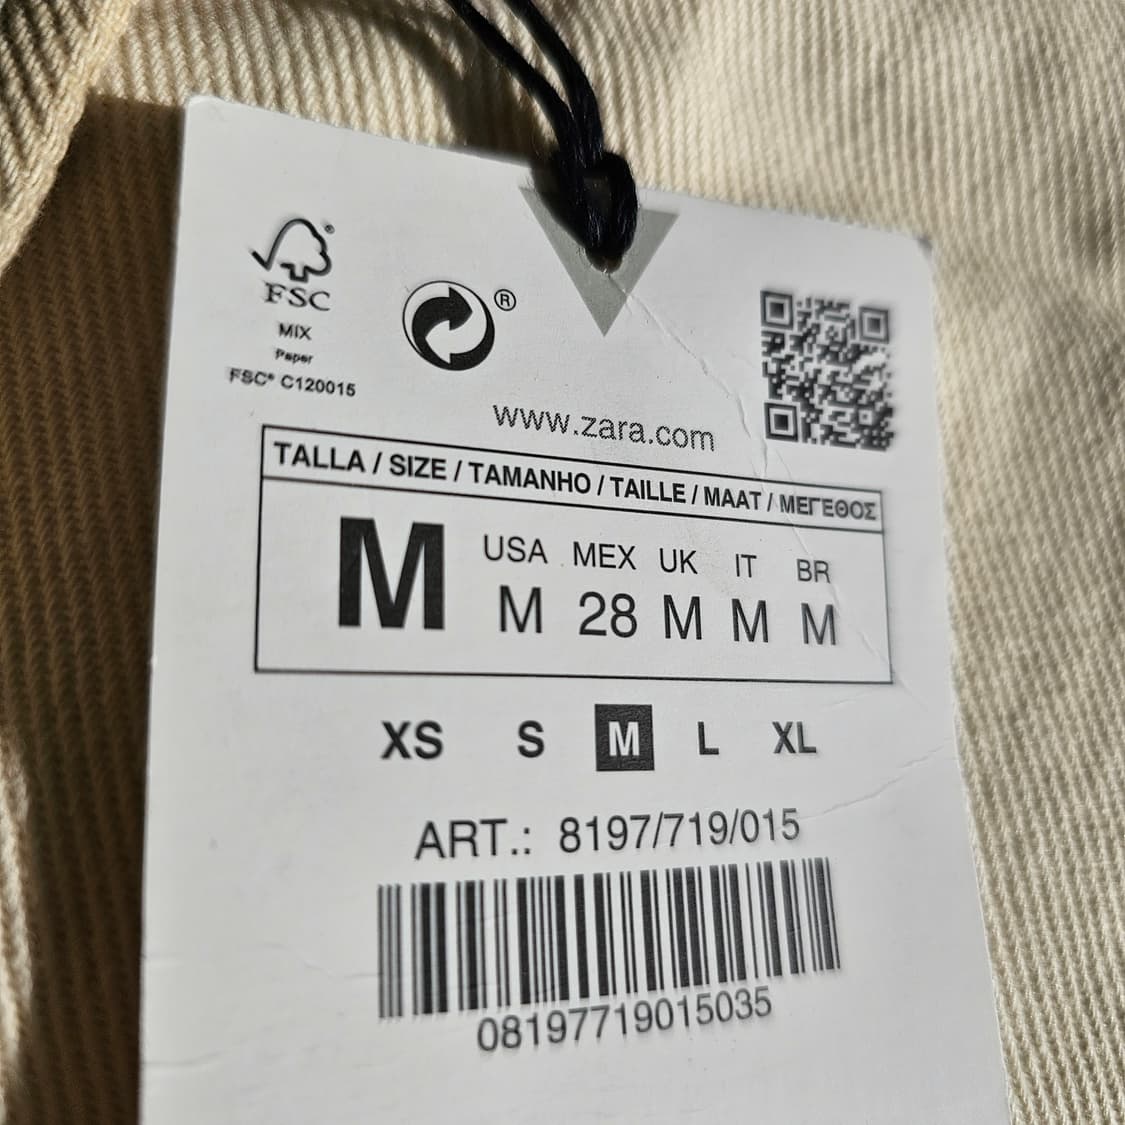 FSC®
MIX
Paper
FSC® C120015
®
www.zara.com
TALLA / SIZE / TAMANHO / TAILLE / MAAT / ΜΕΓΕΘΟΣ
M
USA MEX UK IT BR
M 28 M M M
XS S M L XL
ART.: 8197/719/015
08197719015035